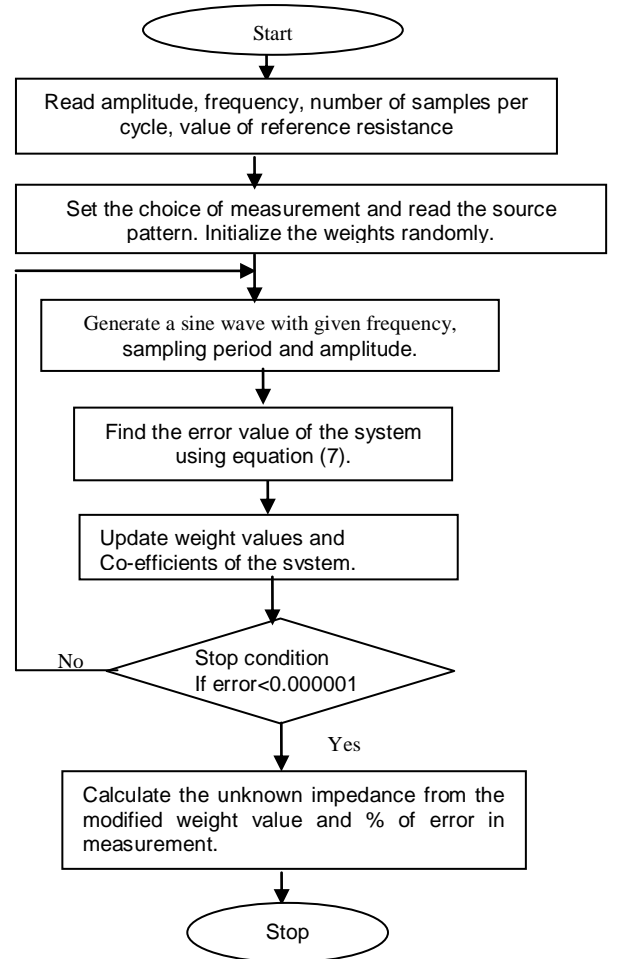 Start
Read amplitude, frequency, number of samples per
cycle, value of reference resistance
Set the choice of measurement and read the source
pattern. Initialize the weights randomly.
Generate a sine wave with given frequency,
sampling period and amplitude.
Find the error value of the system
using equation (7).
Update weight values and
Co-efficients of the system.
Stop condition
If error<0.000001
No
Yes
Calculate the unknown impedance from the
modified weight value and % of error in
measurement.
Stop